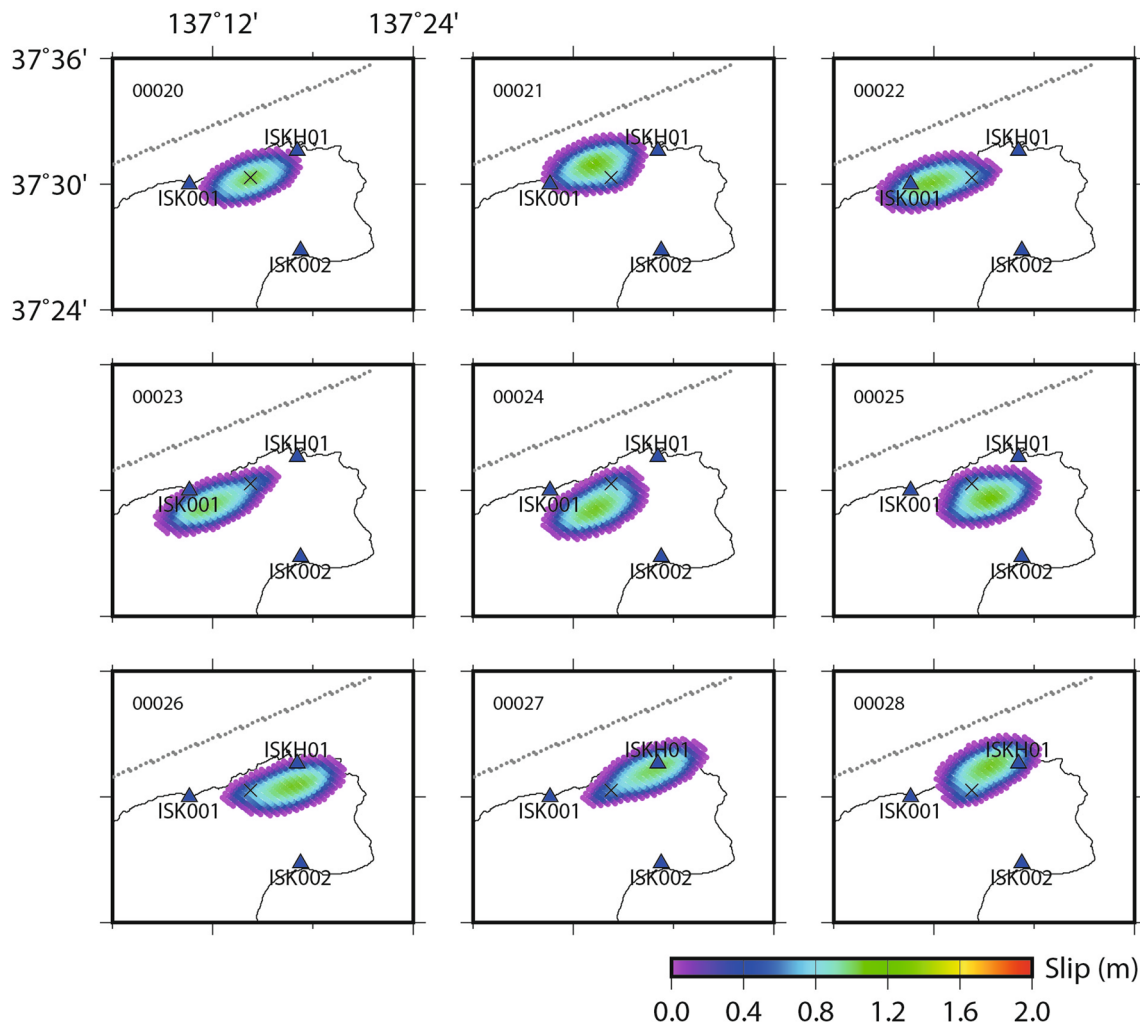 137˚12' 137˚24'
37˚36'
37˚30'
37˚24'
00020
ISKH01
ISK001
ISK002
00021
ISKH01
ISK001
ISK002
00022
ISKH01
ISK001
ISK002
00023
ISKH01
ISK001
ISK002
00024
ISKH01
ISK001
ISK002
00025
ISKH01
ISK001
ISK002
00026
ISKH01
ISK001
ISK002
00027
ISKH01
ISK001
ISK002
00028
ISKH01
ISK001
ISK002
Slip (m)
0.0 0.4 0.8 1.2 1.6 2.0